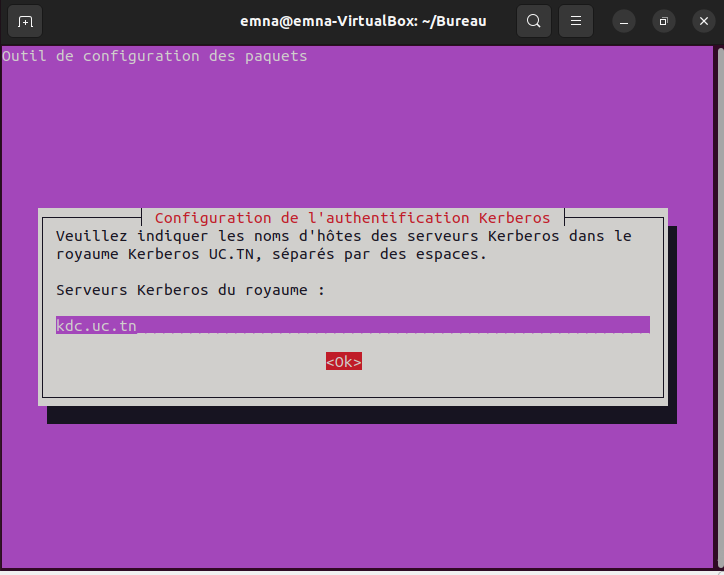 emna@emna-VirtualBox: ~/Bureau
Outil de configuration des paquets
Configuration de l'authentification Kerberos
Veuillez indiquer les noms d'hôtes des serveurs Kerberos dans le
royaume Kerberos UC.TN, séparés par des espaces.
Serveurs Kerberos du royaume :
kdc.uc.tn
<Ok>